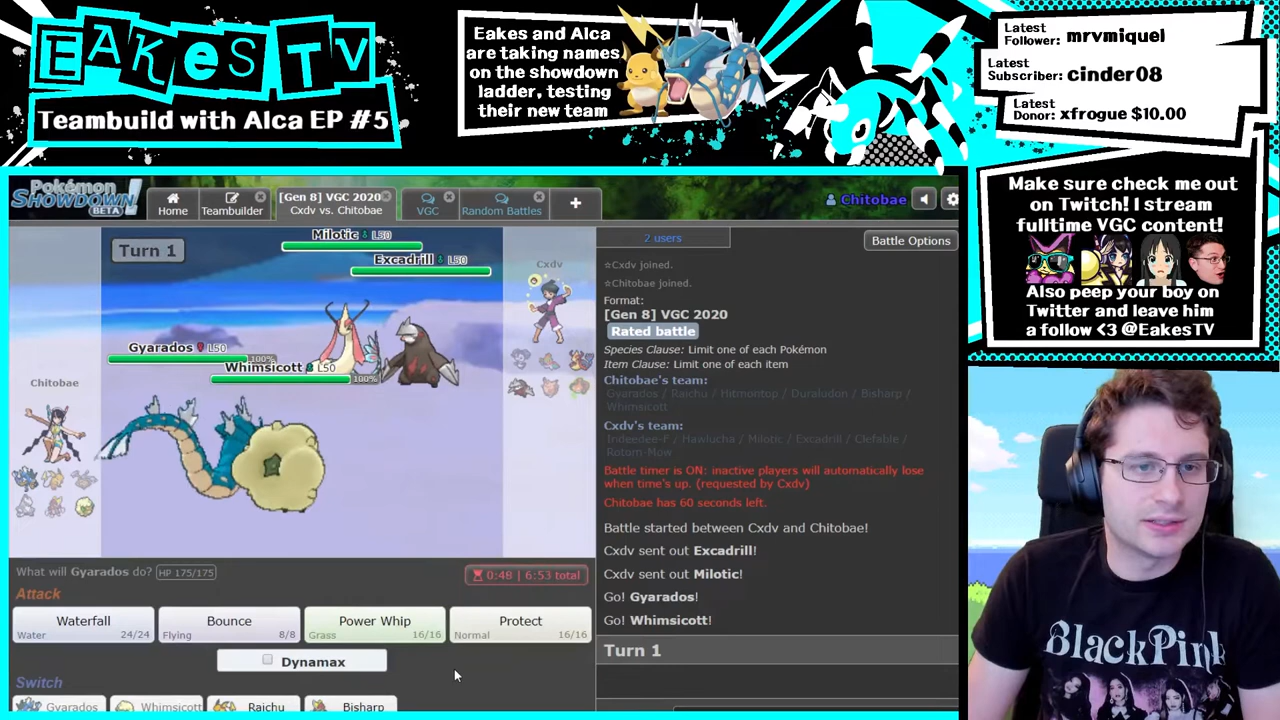 EAKES TV
Teambuild with Alca EP #5
Eakes and Alca
are taking names
on the showdown
ladder, testing
their new team
Latest
Follower: mrvmiquel
Latest
Subscriber: cinder08
Latest
Donor: xfrogue $10.00
Make sure check me out
on Twitch! I stream
fulltime VGC content!
Also peep your boy on
Twitter and leave him
a follow <3 @EakesTV
Pokémon
SHOWDOWN!
BETA
Home
Teambuilder
[Gen 8] VGC 2020
Cxdv vs. Chitobae
VGC
Random Battles
+
Chitobae
Turn 1
Milotic L50
Excadrill L50
Cxdv
Gyarados L50
100%
Whimsicott L50
100%
Chitobae
2 users
Battle Options
☆Cxdv joined.
☆Chitobae joined.
Format:
[Gen 8] VGC 2020
Rated battle
Species Clause: Limit one of each Pokémon
Item Clause: Limit one of each item
Chitobae's team:
Gyarados / Raichu / Hitmontop / Duraludon / Bisharp /
Whimsicott
Cxdv's team:
Indeedee-F / Hawlucha / Milotic / Excadrill / Clefable /
Rotom-Mow
Battle timer is ON: inactive players will automatically lose
when time's up. (requested by Cxdv)
Chitobae has 60 seconds left.
Battle started between Cxdv and Chitobae!
Cxdv sent out Excadrill!
Cxdv sent out Milotic!
Go! Gyarados!
Go! Whimsicott!
Turn 1
What will Gyarados do? HP 175/175
0:48 | 6:53 total
Attack
Waterfall
Water 24/24
Bounce
Flying 8/8
Power Whip
Grass 16/16
Protect
Normal 16/16
Dynamax
Switch
Gyarados
Whimsicott
Raichu
Bisharp
BLACKPINK